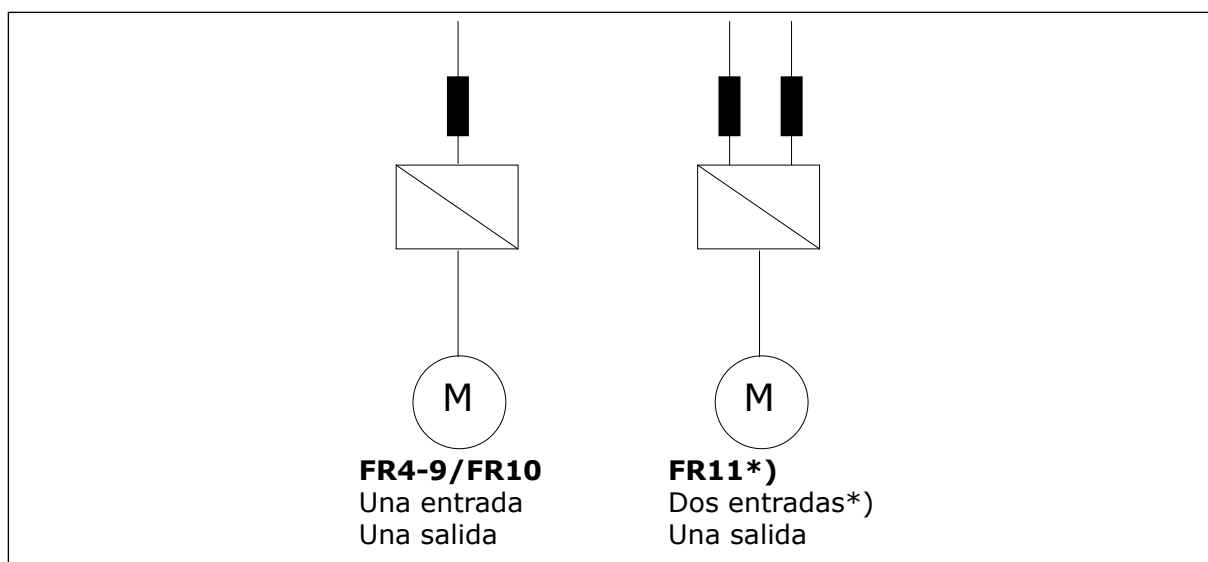 M
M
FR4-9/FR10
Una entrada
Una salida
FR11*)
Dos entradas*)
Una salida